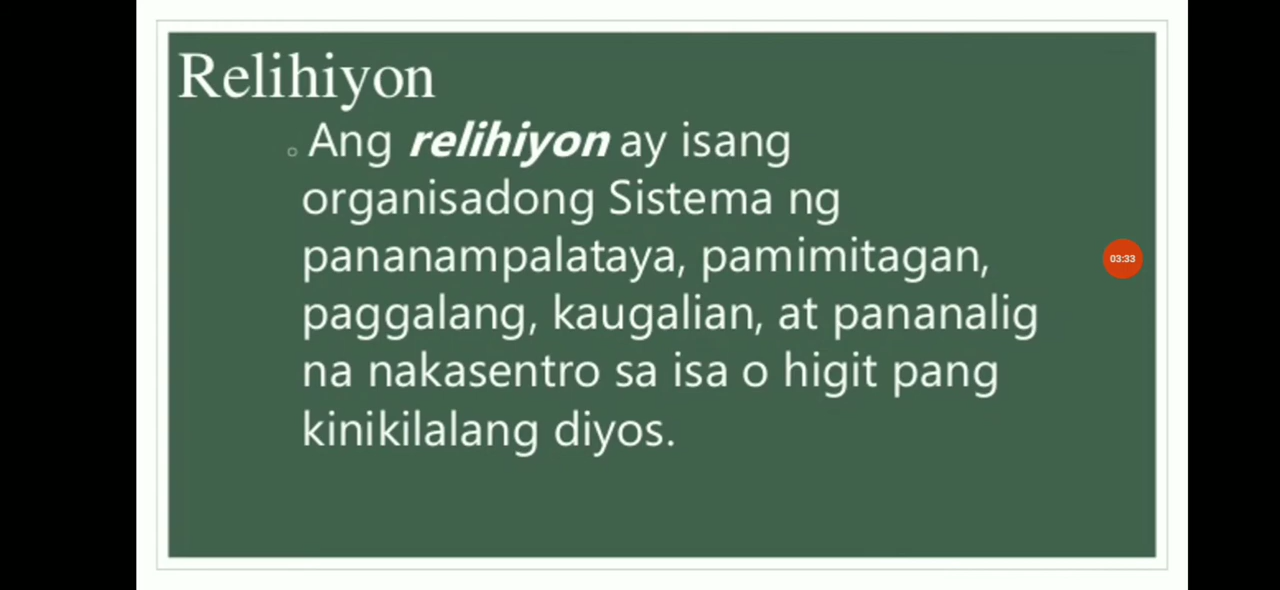 Relihiyon
Ang relihiyon ay isang
organisadong Sistema ng
pananampalataya, pamimitagan,
paggalang, kaugalian, at pananalig
na nakasentro sa isa o higit pang
kinikilalang diyos.
03:33